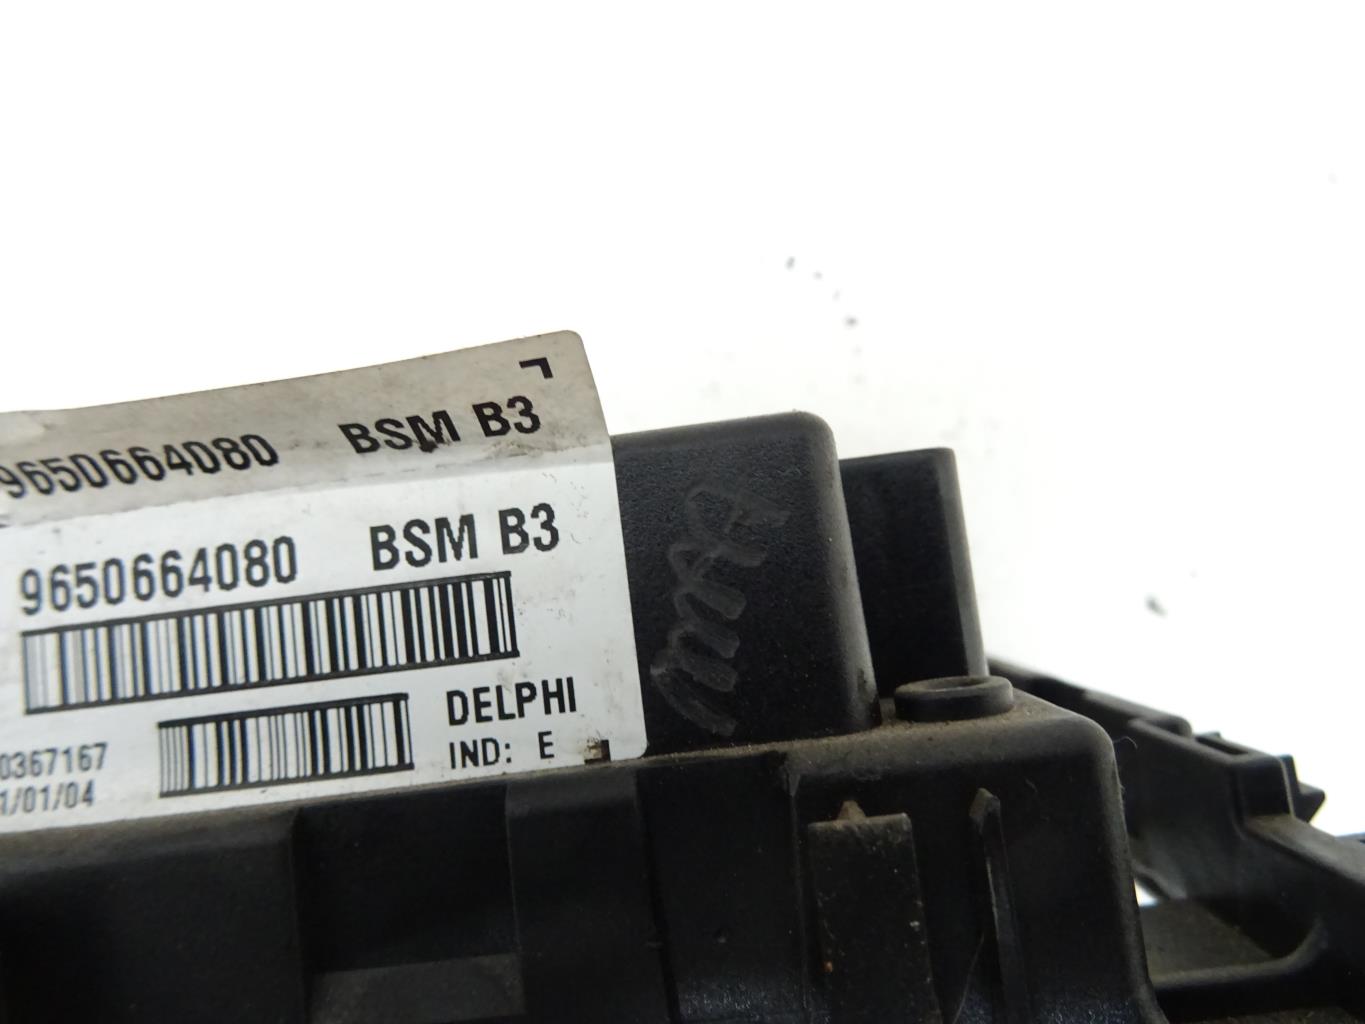 9650664080 BSM B3
9650664080 BSM B3
DELPHI
0367167
IND: E
1/01/04